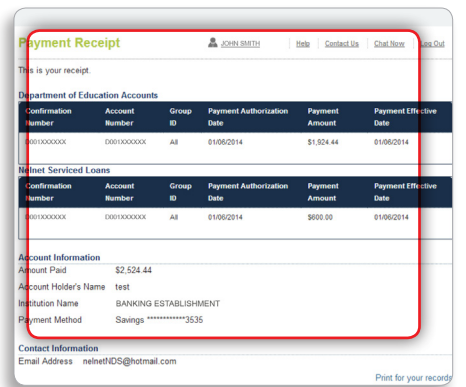 Payment Receipt JOHN SMITH Help Contact Us Chat Now Log Out
This is your receipt.
Department of Education Accounts
Confirmation Account Group Payment Authorization Payment Payment Effective
Number Number ID Date Amount Date
D001XXXXXX D001XXXXXX All 01/06/2014 $1,924.44 01/06/2014
Nelnet Serviced Loans
Confirmation Account Group Payment Authorization Payment Payment Effective
Number Number ID Date Amount Date
D001XXXXXX D001XXXXXX All 01/06/2014 $600.00 01/06/2014
Account Information
Amount Paid $2,524.44
Account Holder's Name test
Institution Name BANKING ESTABLISHMENT
Payment Method Savings ************3535
Contact Information
Email Address nelnetNDS@hotmail.com
Print for your records